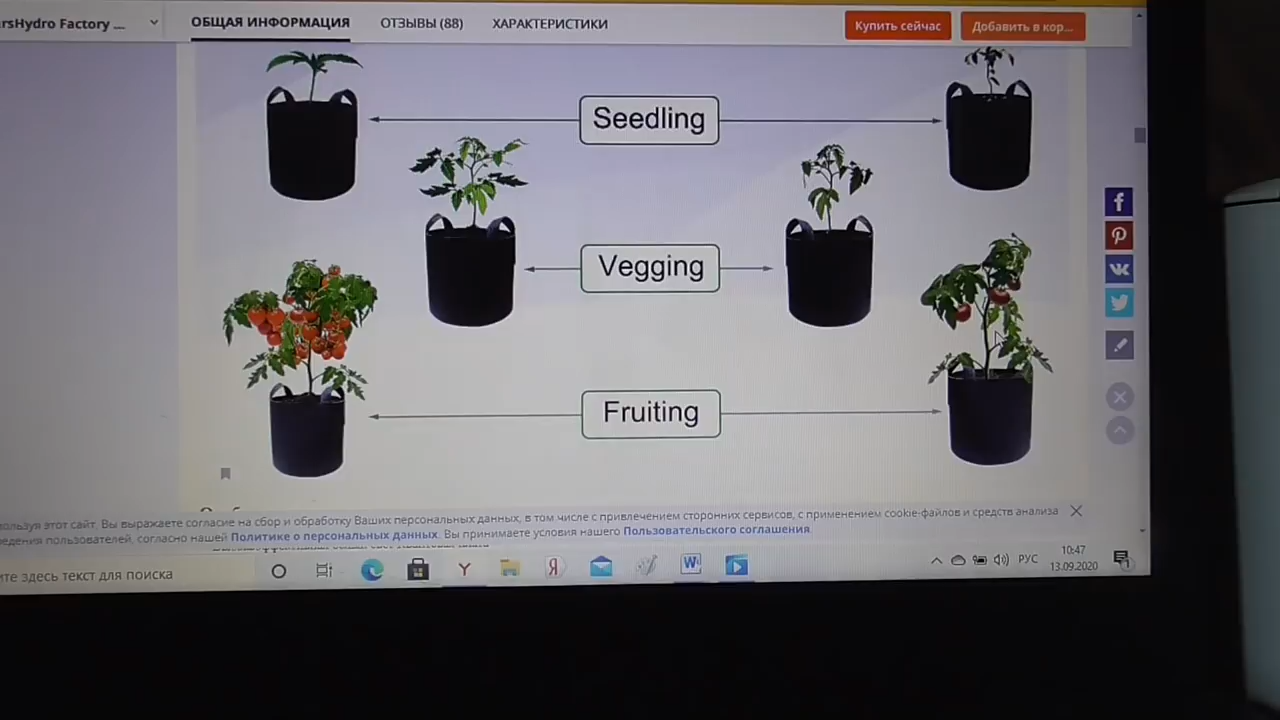 rsHydro Factory ...
ОБЩАЯ ИНФОРМАЦИЯ
ОТЗЫВЫ (88)
ХАРАКТЕРИСТИКИ
Купить сейчас
Добавить в кор...
Seedling
Vegging
Fruiting
используя этот сайт. Вы выражаете согласие на сбор и обработку Ваших персональных данных, в том числе с привлечением сторонних сервисов, с применением cookie-файлов и средств анализа
пользователей, согласно нашей Политике о персональных данных. Вы принимаете условия нашего Пользовательского соглашения
здесь текст для поиска
РУС
10:47
13.09.2020